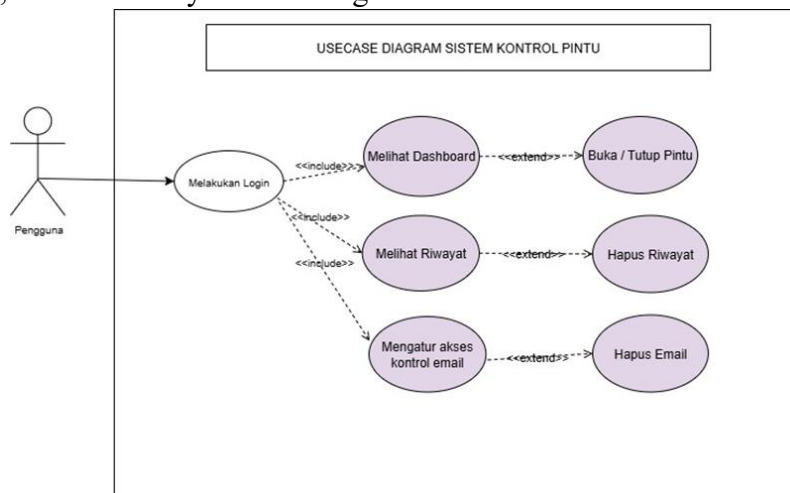 USECASE DIAGRAM SISTEM KONTROL PINTU
Melihat Dashboard
<<extend>>
Buka / Tutup Pintu
<<include>>
Melakukan Login
<<include>>
Pengguna
Melihat Riwayat
<<extend>>
Hapus Riwayat
<<include>>
Mengatur akses
kontrol email
<<extend>>
Hapus Email